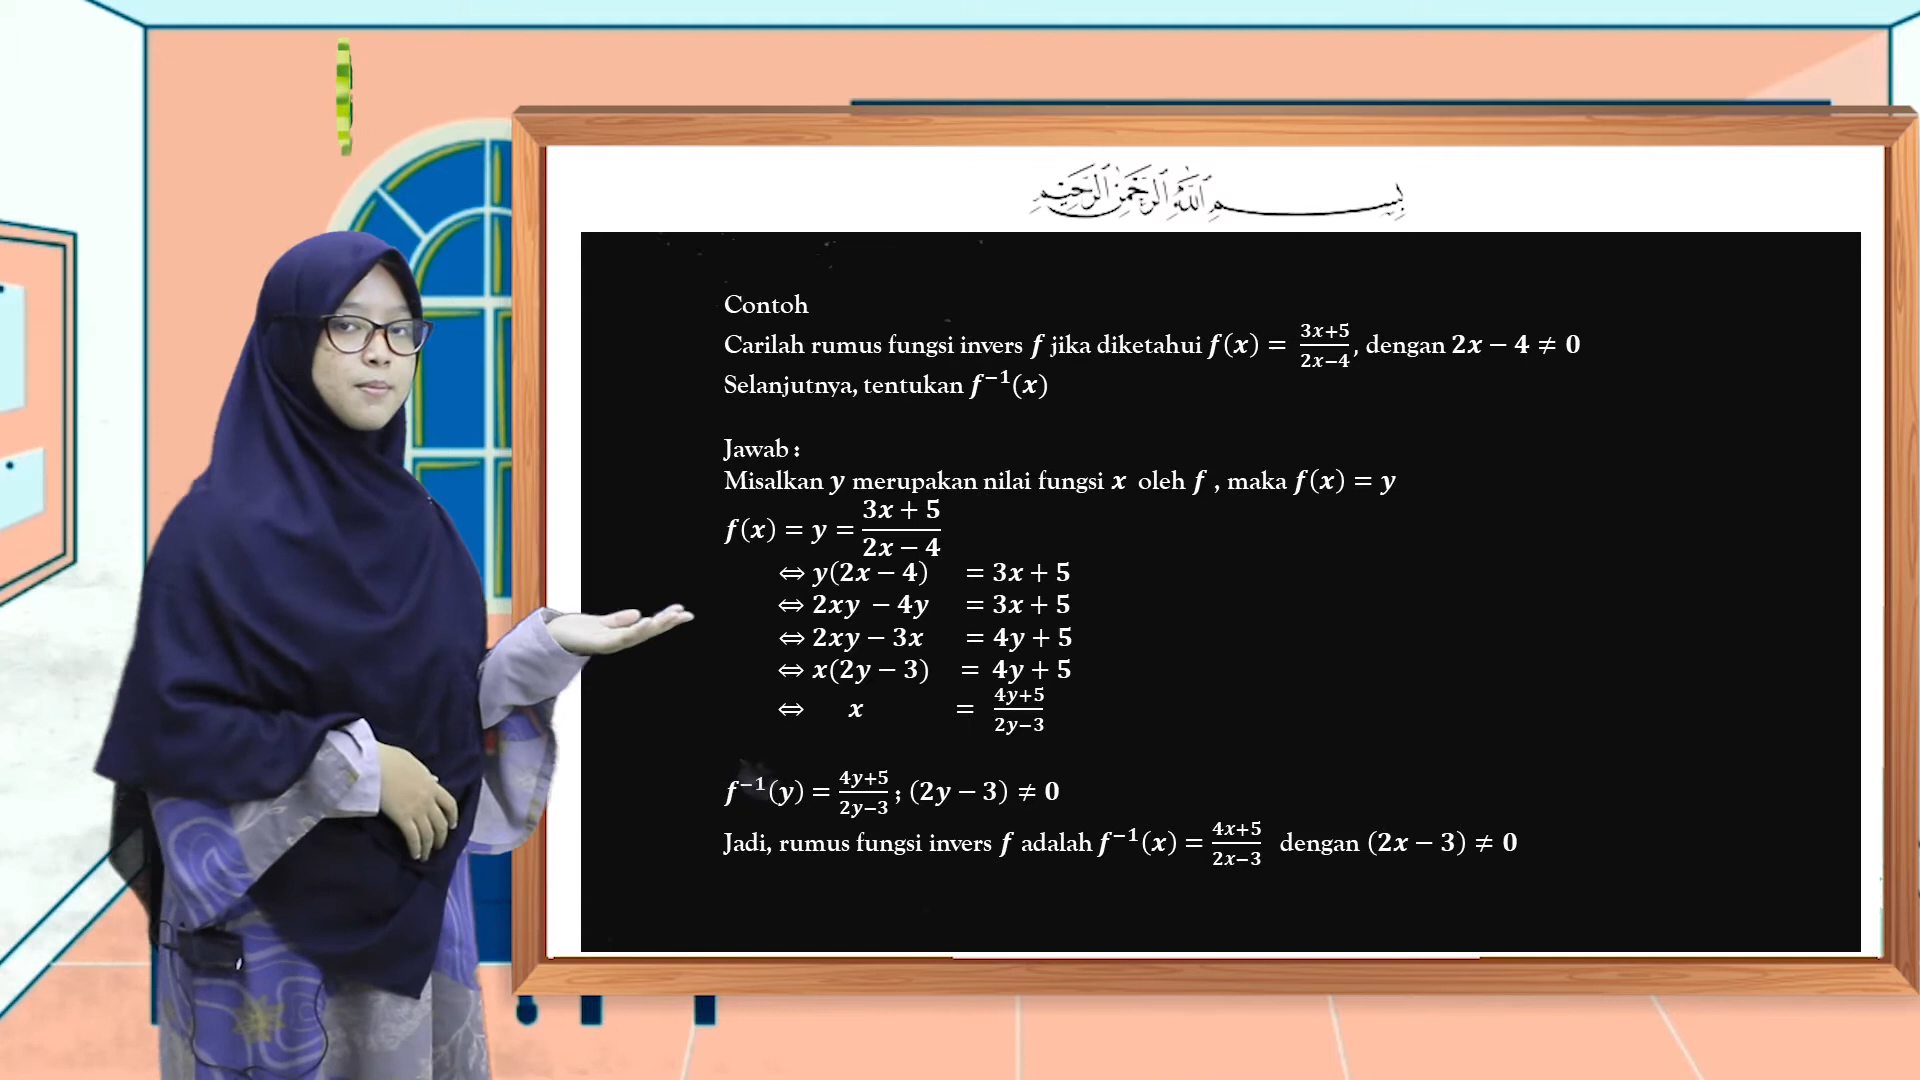 بِسْمِ اللَّهِ الرَّحْمَٰنِ الرَّحِيمِ
Contoh
Carilah rumus fungsi invers f jika diketahui f(x) = (3x+5)/(2x−4), dengan 2x − 4 ≠ 0
Selanjutnya, tentukan f⁻¹(x)
Jawab :
Misalkan y merupakan nilai fungsi x oleh f , maka f(x) = y
f(x) = y = (3x + 5)/(2x − 4)
⇔ y(2x − 4) = 3x + 5
⇔ 2xy − 4y = 3x + 5
⇔ 2xy − 3x = 4y + 5
⇔ x(2y − 3) = 4y + 5
⇔ x = (4y+5)/(2y−3)
f⁻¹(y) = (4y+5)/(2y−3) ; (2y − 3) ≠ 0
Jadi, rumus fungsi invers f adalah f⁻¹(x) = (4x+5)/(2x−3) dengan (2x − 3) ≠ 0